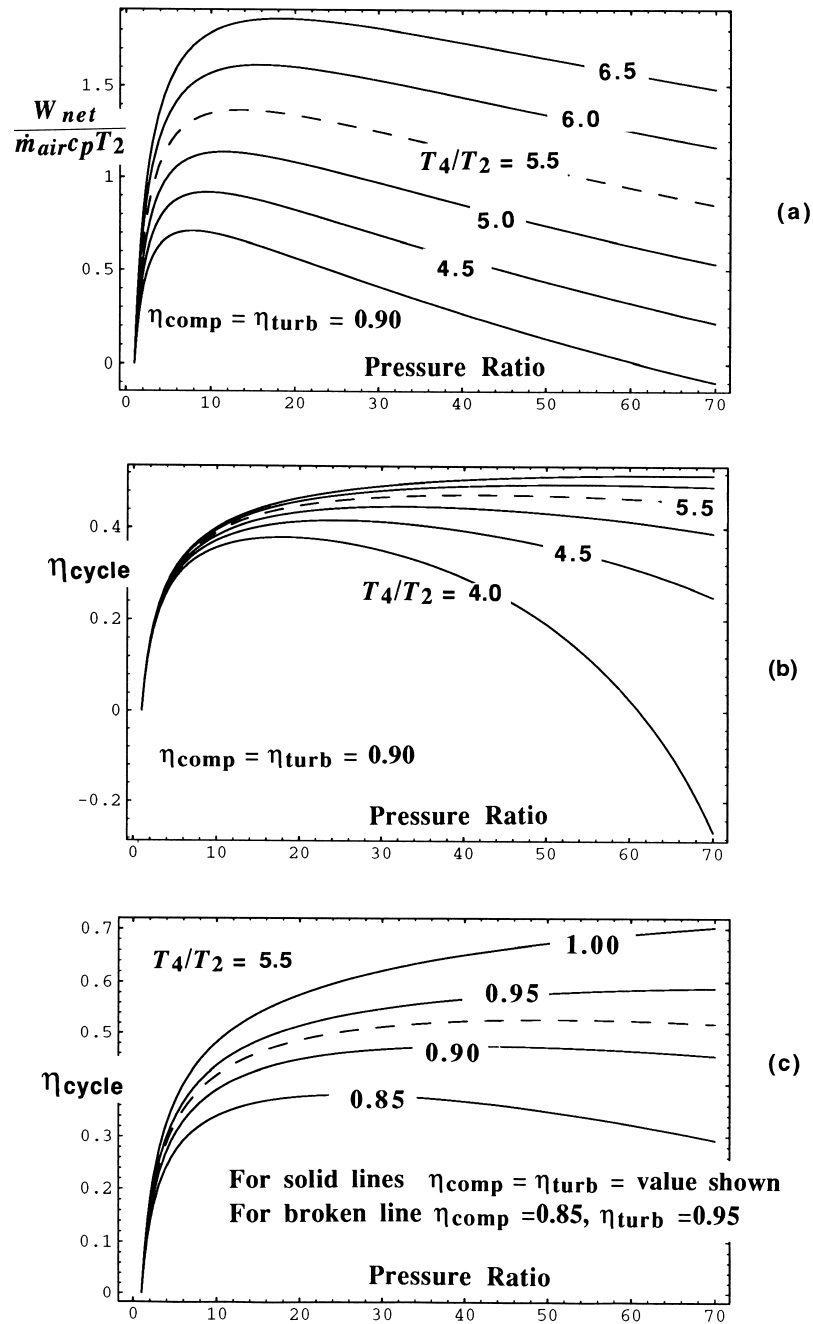 1.5
W net
ṁair cp T2
6.5
6.0
T4/T2 = 5.5
1
5.0
(a)
4.5
0.5
ηcomp = ηturb = 0.90
0
Pressure Ratio
0 10 20 30 40 50 60 70
0.4
5.5
4.5
ηcycle
T4/T2 = 4.0
0.2
(b)
0
ηcomp = ηturb = 0.90
-0.2
Pressure Ratio
0 10 20 30 40 50 60 70
0.7
1.00
T4/T2 = 5.5
0.6
0.95
0.5
0.90
(c)
ηcycle
0.85
0.3
For solid lines ηcomp = ηturb = value shown
0.2
For broken line ηcomp =0.85, ηturb =0.95
0.1
Pressure Ratio
0
0 10 20 30 40 50 60 70